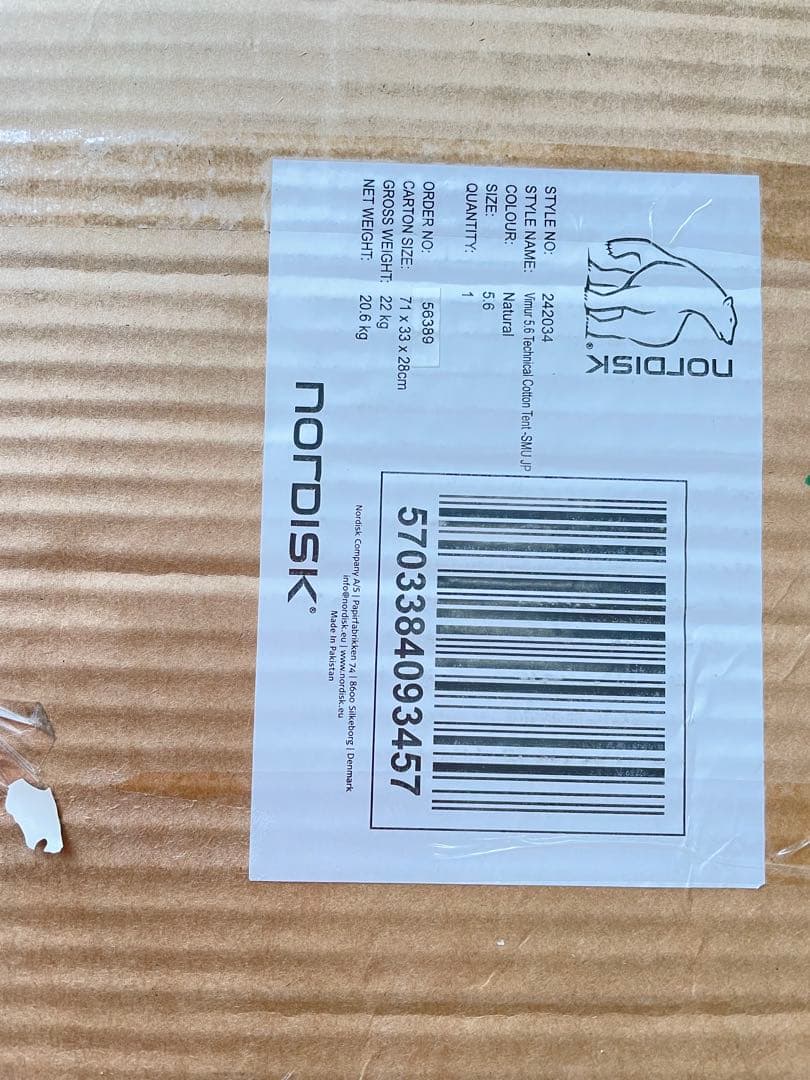 nordisk
®
STYLE NO: 242034
STYLE NAME: Vimur 5.6 Technical Cotton Tent -SMU JP
COLOUR: Natural
SIZE: 5.6
QUANTITY: 1
ORDER NO: 56389
CARTON SIZE: 71 x 33 x 28cm
GROSS WEIGHT: 22 kg
NET WEIGHT: 20.6 kg
5703384093457
Nordisk Company A/S | Papirfabrikken 74 | 8600 Silkeborg | Denmark
info@nordisk.eu | www.nordisk.eu
Made In Pakistan
nordisk®